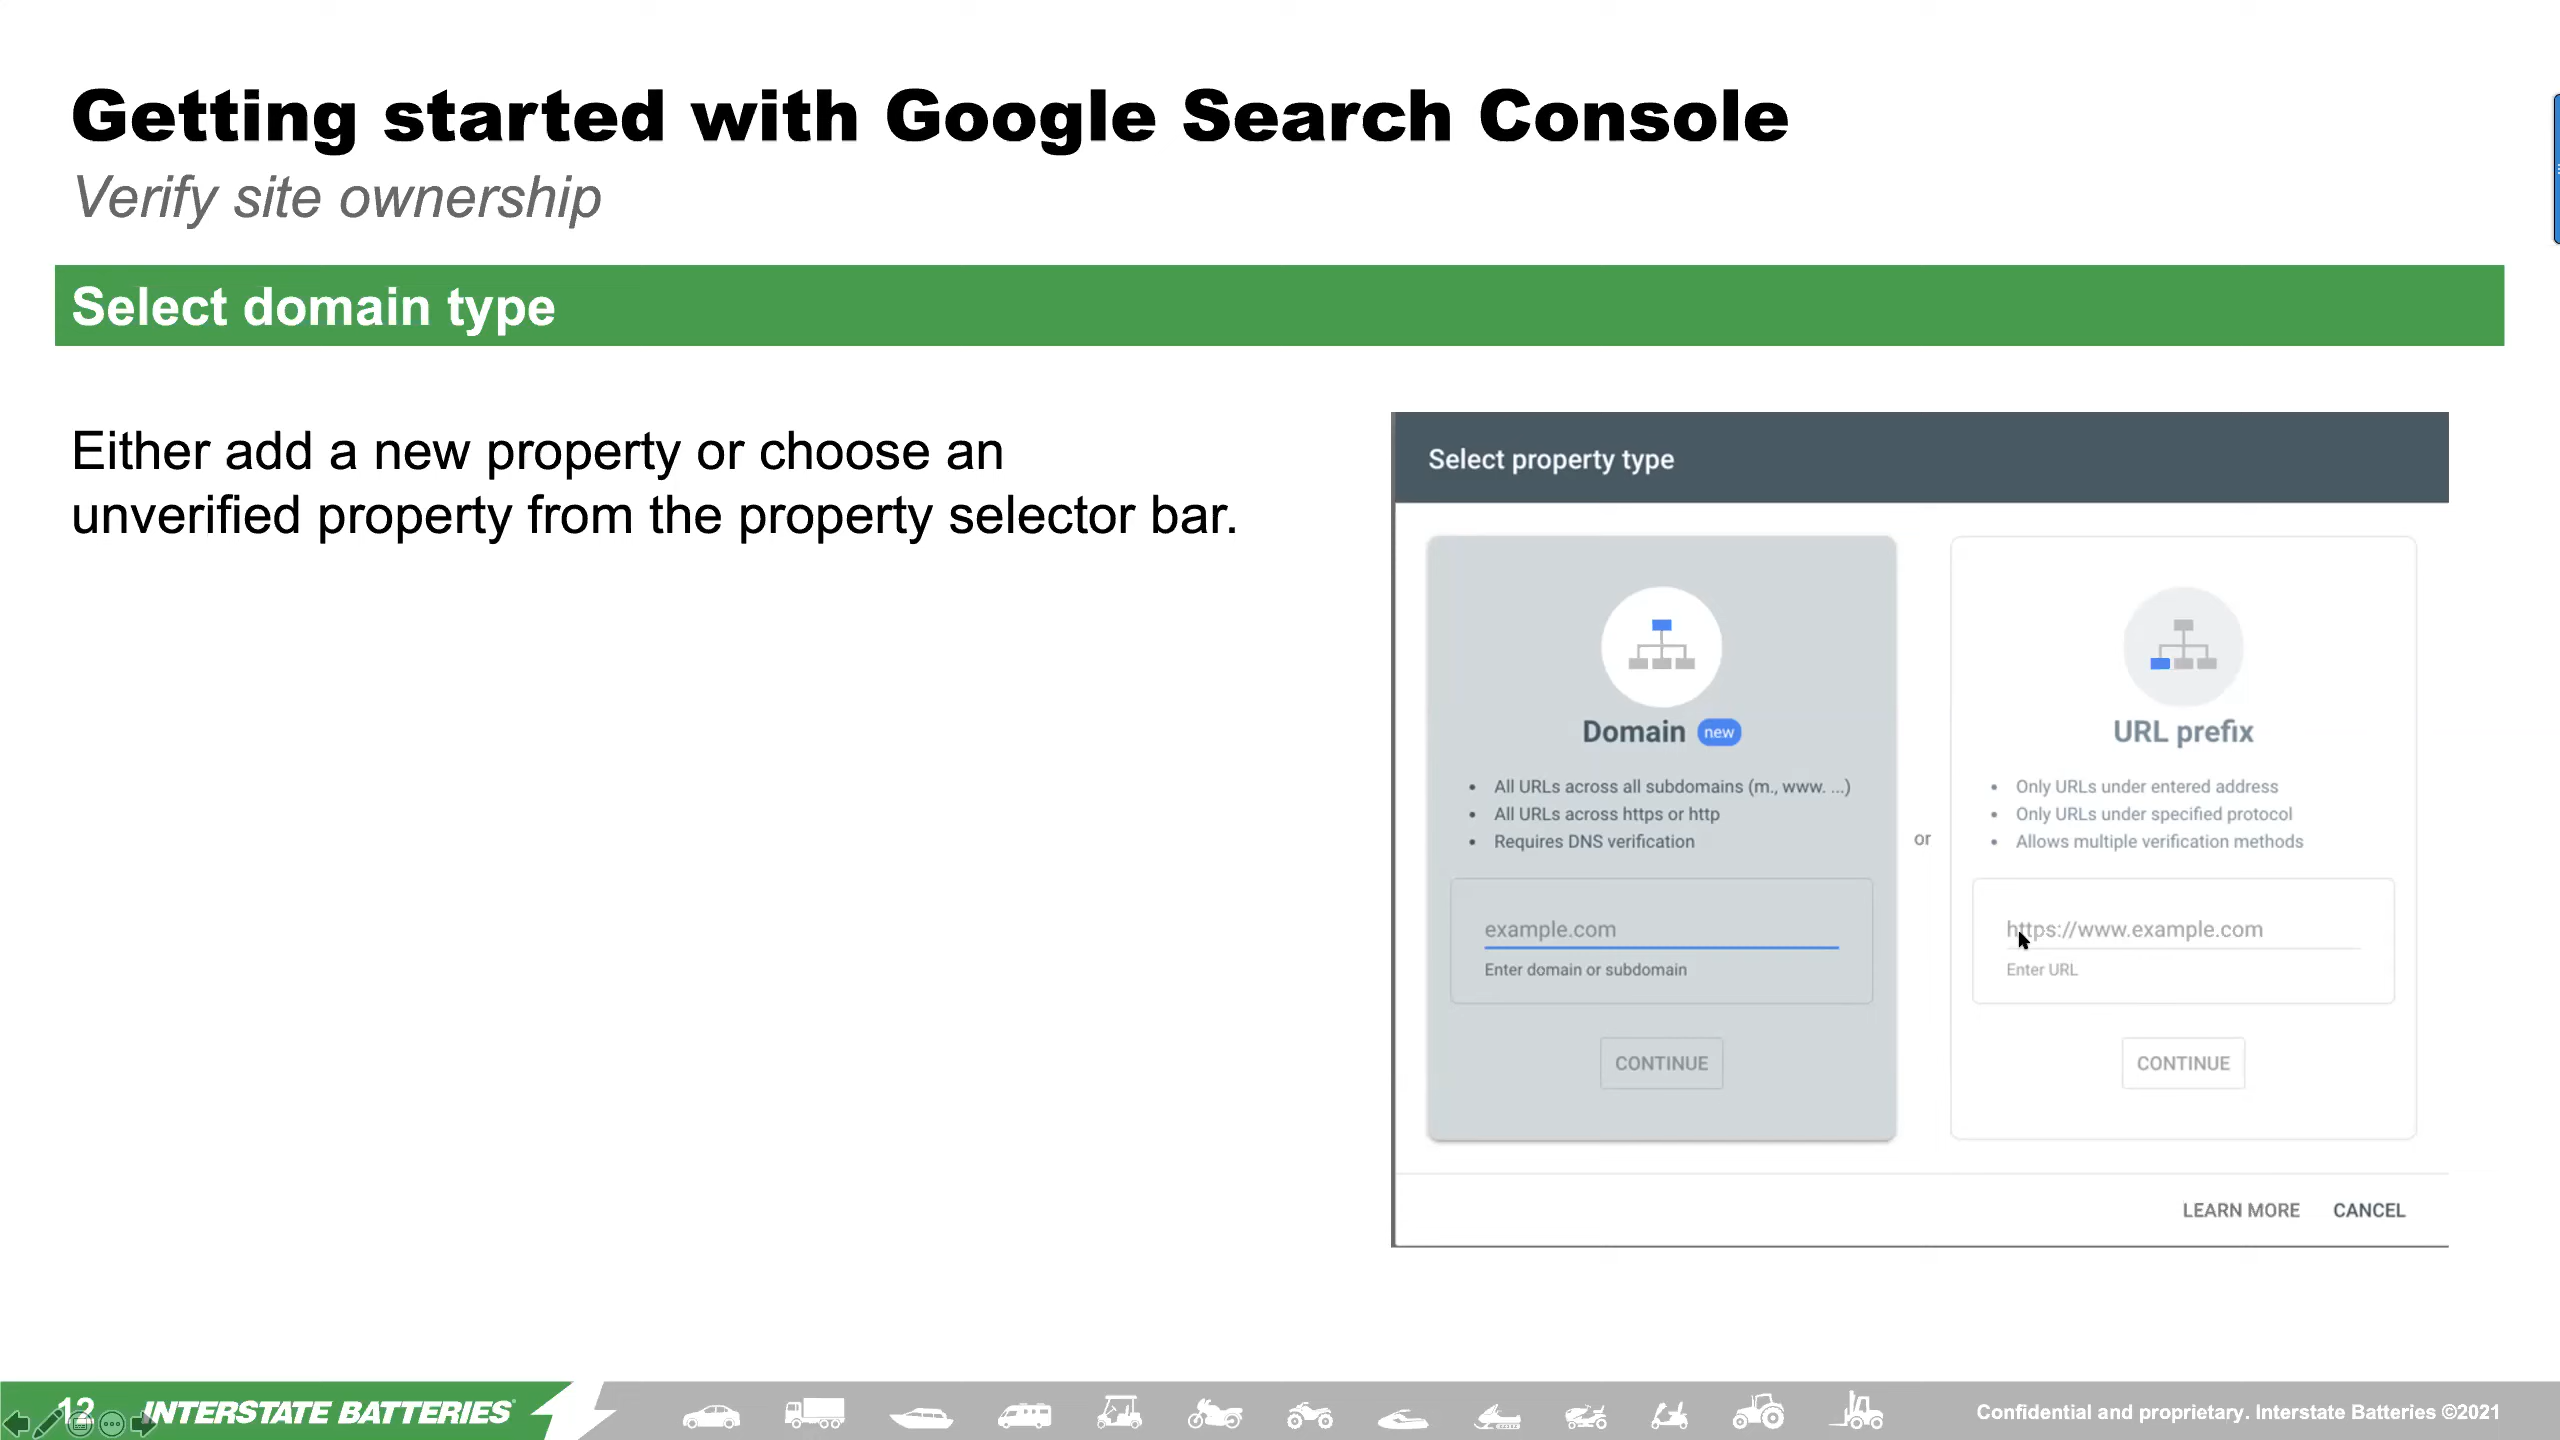 Getting started with Google Search Console
Verify site ownership
Select domain type
Either add a new property or choose an
unverified property from the property selector bar.
Select property type
Domain new
• All URLs across all subdomains (m., www. ...)
• All URLs across https or http
• Requires DNS verification
example.com
Enter domain or subdomain
CONTINUE
or
URL prefix
• Only URLs under entered address
• Only URLs under specified protocol
• Allows multiple verification methods
https://www.example.com
Enter URL
CONTINUE
LEARN MORE CANCEL
12 INTERSTATE BATTERIES
Confidential and proprietary. Interstate Batteries ©2021